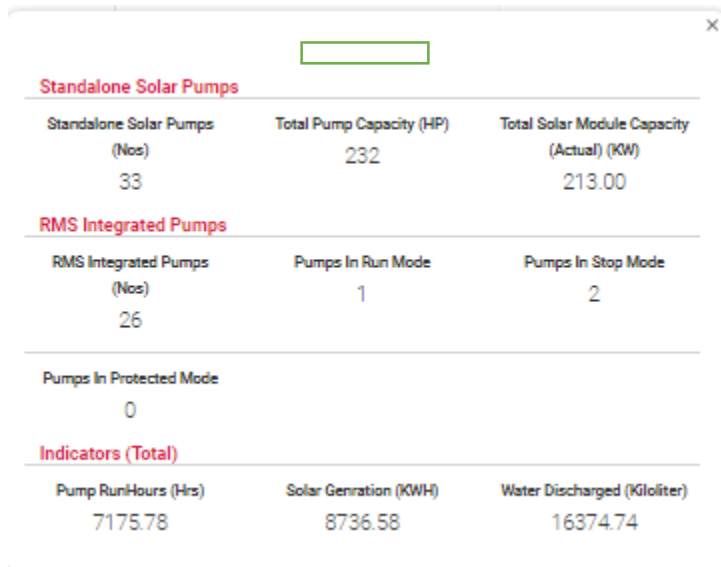 ×
Standalone Solar Pumps
Standalone Solar Pumps
(Nos)
33
Total Pump Capacity (HP)
232
Total Solar Module Capacity
(Actual) (KW)
213.00
RMS Integrated Pumps
RMS Integrated Pumps
(Nos)
26
Pumps In Run Mode
1
Pumps In Stop Mode
2
Pumps In Protected Mode
0
Indicators (Total)
Pump RunHours (Hrs)
7175.78
Solar Genration (KWH)
8736.58
Water Discharged (Kiloliter)
16374.74